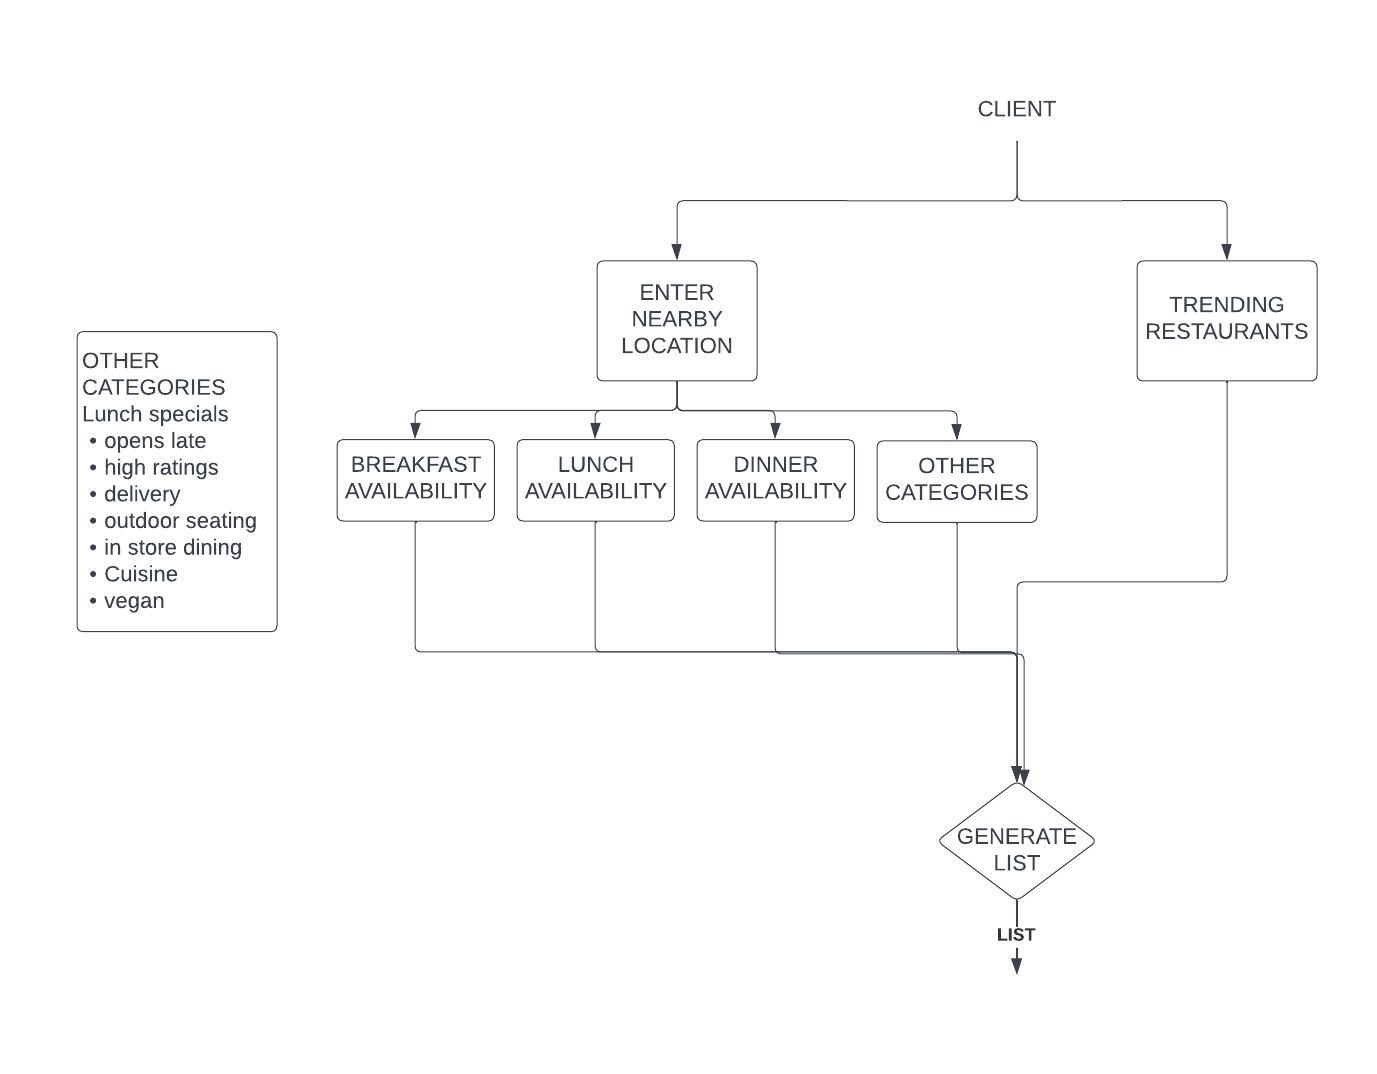 CLIENT
ENTER
NEARBY
LOCATION
TRENDING
RESTAURANTS
OTHER
CATEGORIES
Lunch specials
• opens late
• high ratings
• delivery
• outdoor seating
• in store dining
• Cuisine
• vegan
BREAKFAST
AVAILABILITY
LUNCH
AVAILABILITY
DINNER
AVAILABILITY
OTHER
CATEGORIES
GENERATE
LIST
LIST